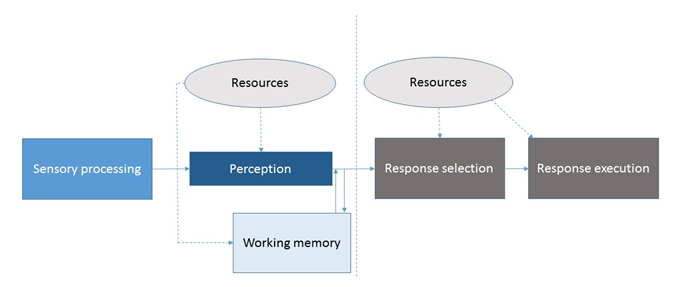 Resources
Resources
Sensory processing
Perception
Response selection
Response execution
Working memory